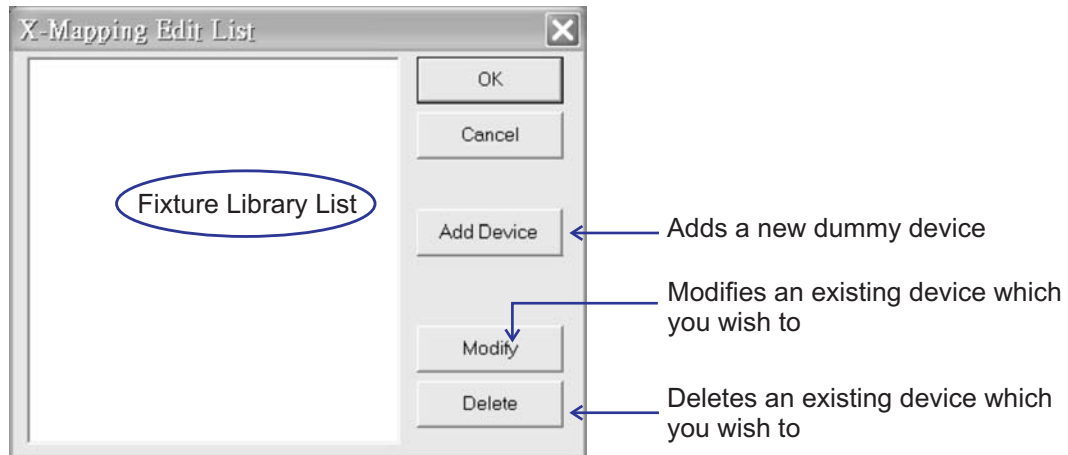 X-Mapping Edit List
OK
Cancel
Fixture Library List
Add Device
Adds a new dummy device
Modifies an existing device which
you wish to
Modify
Delete
Deletes an existing device which
you wish to